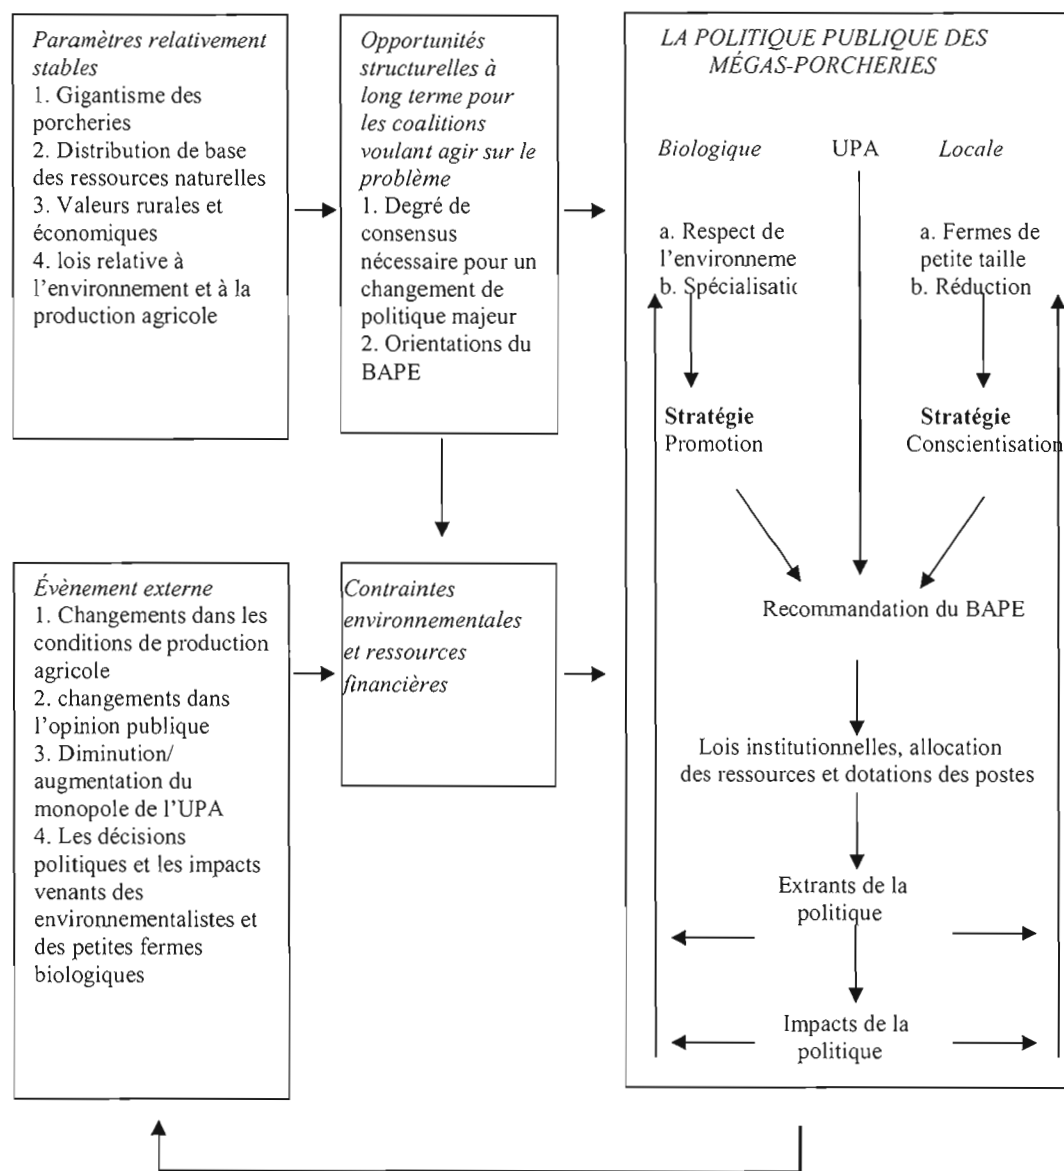 Paramètres relativement
stables
1. Gigantisme des
porcheries
2. Distribution de base
des ressources naturelles
3. Valeurs rurales et
économiques
4. lois relative à
l'environnement et à la
production agricole
Opportunités
structurelles à
long terme pour
les coalitions
voulant agir sur le
problème
1. Degré de
consensus
nécessaire pour un
changement de
politique majeur
2. Orientations du
BAPE
LA POLITIQUE PUBLIQUE DES
MÉGAS-PORCHERIES
Biologique UPA Locale
a. Respect de
l'environneme
b. Spécialisatio
a. Fermes de
petite taille
b. Réduction
Stratégie
Promotion
Stratégie
Conscientisation
Recommandation du BAPE
Lois institutionnelles, allocation
des ressources et dotations des postes
Extrants de la
politique
Impacts de la
politique
Évènement externe
1. Changements dans les
conditions de production
agricole
2. changements dans
l'opinion publique
3. Diminution/
augmentation du
monopole de l'UPA
4. Les décisions
politiques et les impacts
venants des
environnementalistes et
des petites fermes
biologiques
Contraintes
environnementales
et ressources
financières